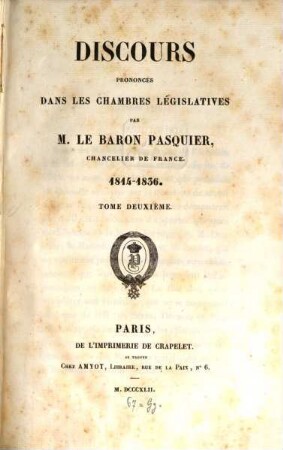 DISCOURS
PRONONCÉS
DANS LES CHAMBRES LÉGISLATIVES
PAR
M. LE BARON PASQUIER,
CHANCELIER DE FRANCE.
1814-1836.
TOME DEUXIÈME.
PARIS,
DE L'IMPRIMERIE DE CRAPELET.
SE TROUVE
CHEZ AMYOT, LIBRAIRE, RUE DE LA PAIX, N° 6.
M. DCCCXLII.